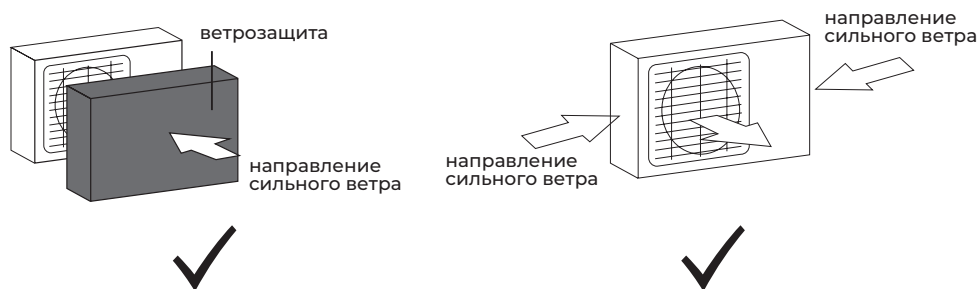 ветрозащита
направление
сильного ветра
направление
сильного ветра
направление
сильного ветра